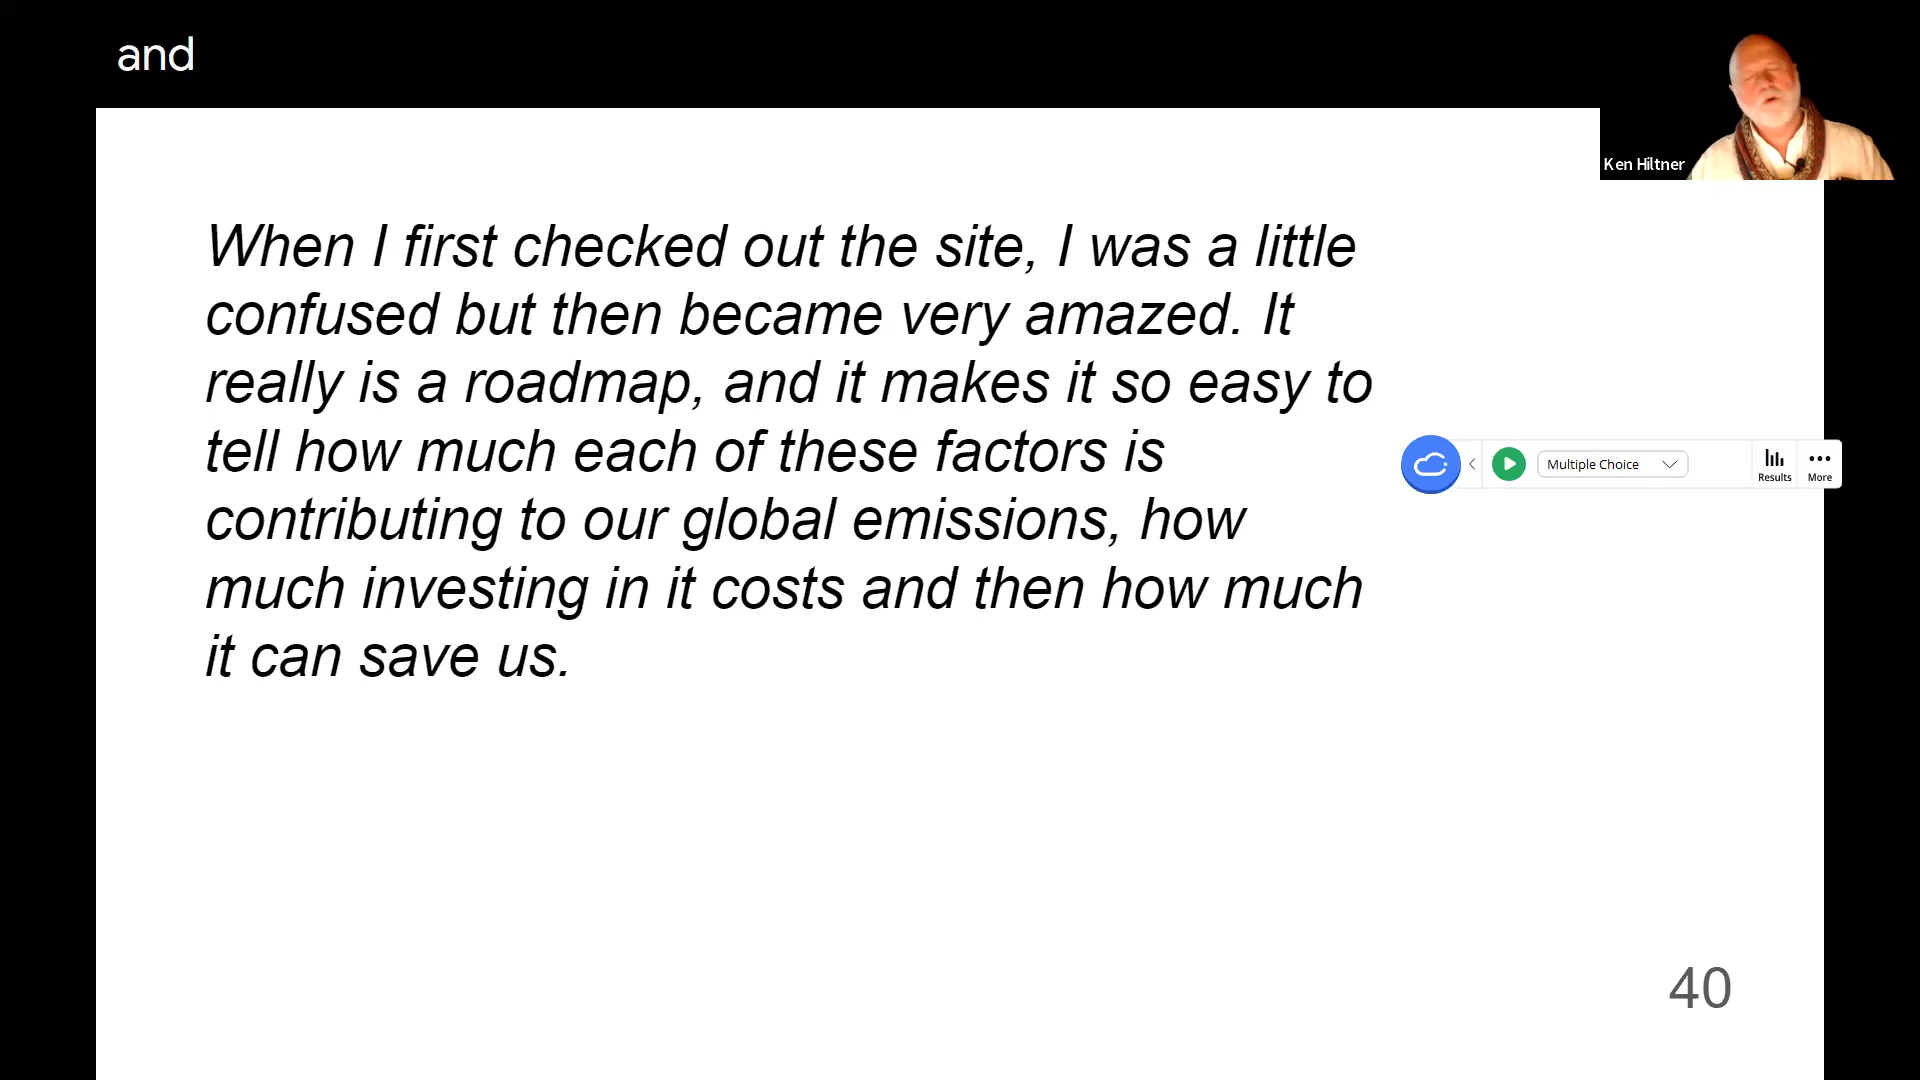 and
Ken Hiltner
When I first checked out the site, I was a little
confused but then became very amazed. It
really is a roadmap, and it makes it so easy to
tell how much each of these factors is
contributing to our global emissions, how
much investing in it costs and then how much
it can save us.
Multiple Choice
Results
More
40